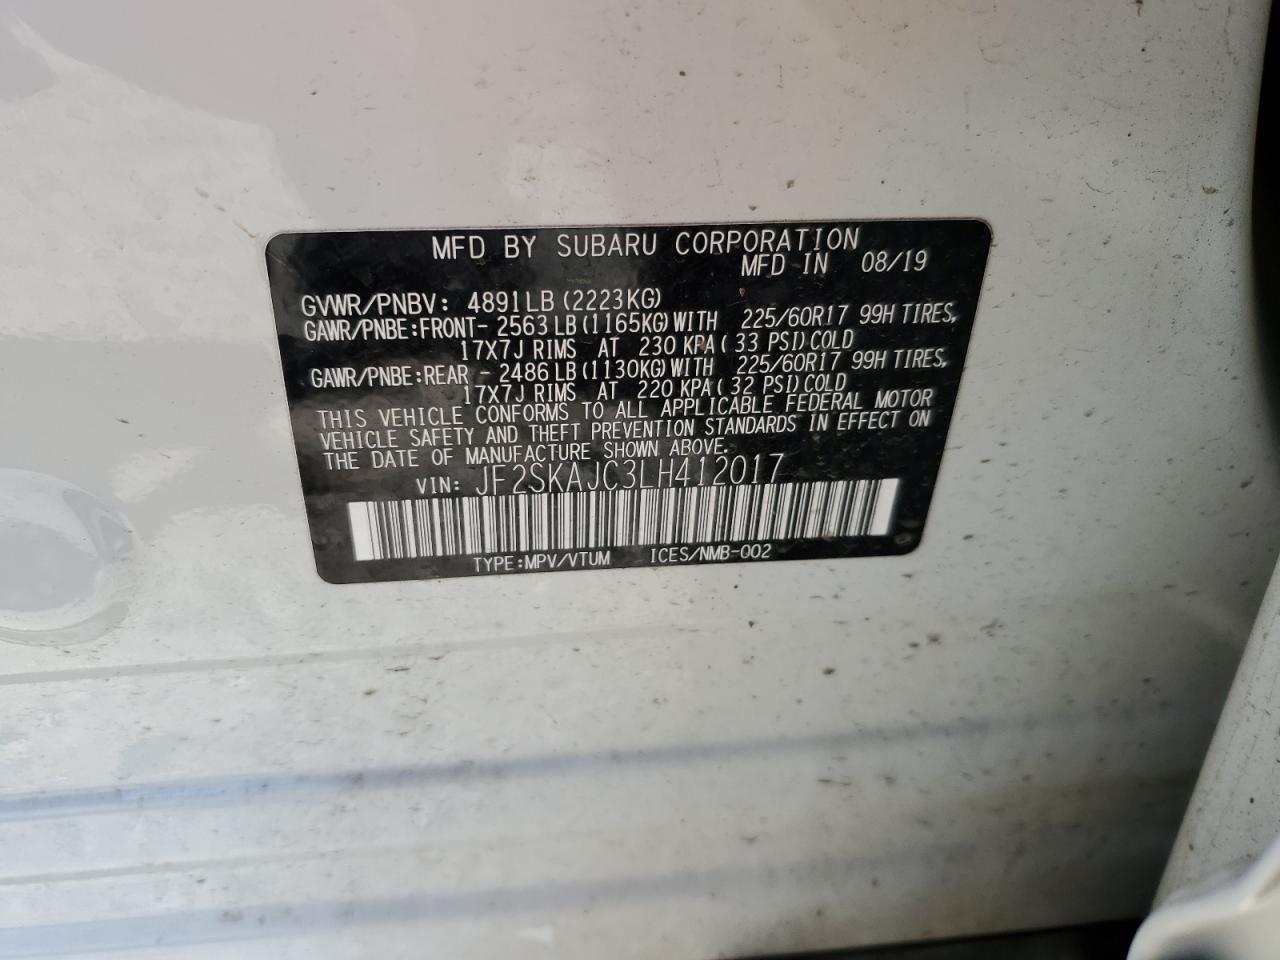 MFD BY SUBARU CORPORATION
MFD IN 08/19
GVWR/PNBV: 4891LB (2223KG)
GAWR/PNBE:FRONT- 2563 LB (1165KG) WITH 225/60R17 99H TIRES,
17X7J RIMS AT 230 KPA ( 33 PSI) COLD
GAWR/PNBE:REAR - 2486 LB (1130KG) WITH 225/60R17 99H TIRES,
17X7J RIMS AT 220 KPA ( 32 PSI) COLD
THIS VEHICLE CONFORMS TO ALL APPLICABLE FEDERAL MOTOR
VEHICLE SAFETY AND THEFT PREVENTION STANDARDS IN EFFECT ON
THE DATE OF MANUFACTURE SHOWN ABOVE.
VIN: JF2SKAJC3LH412017
TYPE:MPV/VTUM ICES/NMB-002